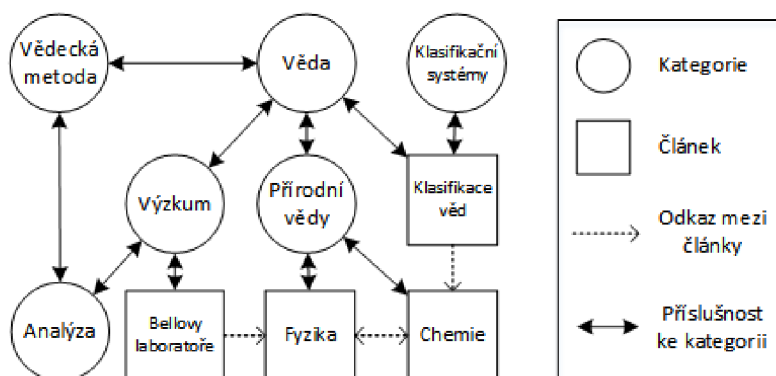 Vědecká
metoda
Věda
Klasifikační
systémy
Výzkum
Přírodní
vědy
Klasifikace
věd
Analýza
Bellovy
laboratoře
Fyzika
Chemie
Kategorie
Článek
Odkaz mezi
články
Příslušnost
ke kategorii